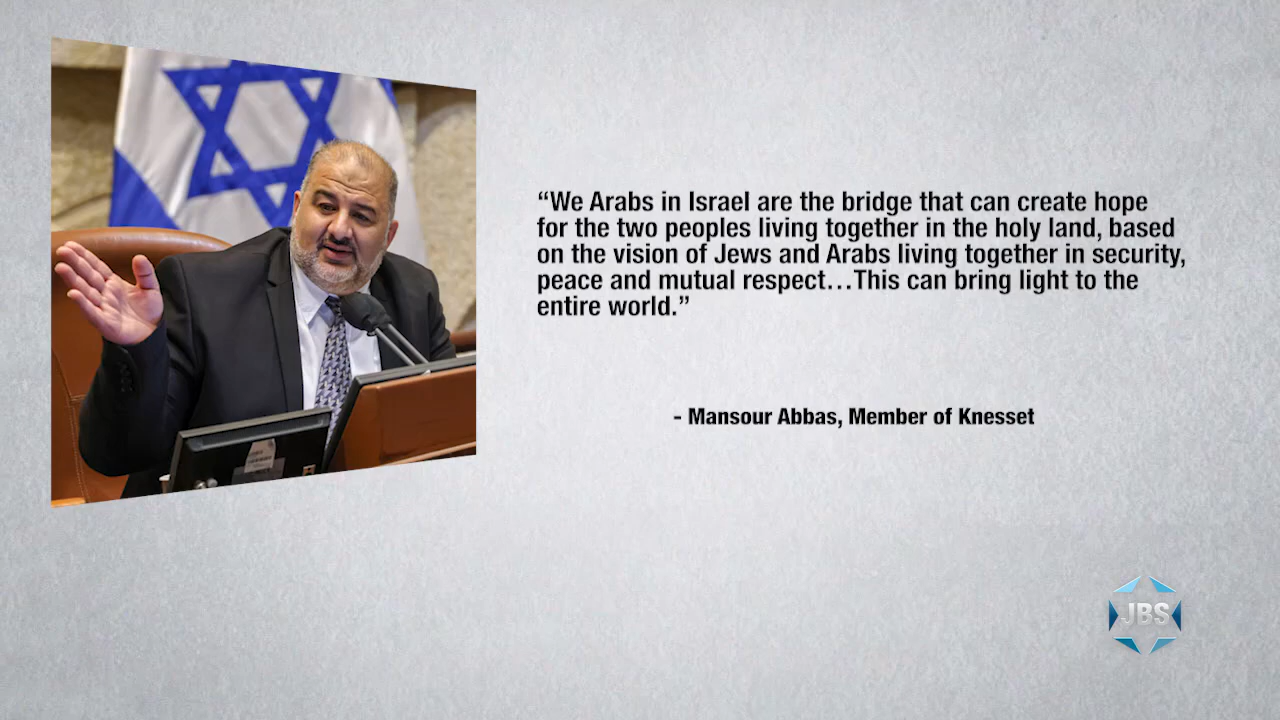 “We Arabs in Israel are the bridge that can create hope
for the two peoples living together in the holy land, based
on the vision of Jews and Arabs living together in security,
peace and mutual respect…This can bring light to the
entire world.”
- Mansour Abbas, Member of Knesset
JBS